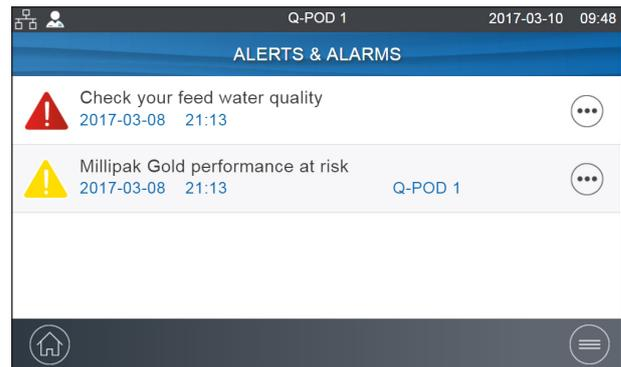 Q-POD 1 2017-03-10 09:48
ALERTS & ALARMS
Check your feed water quality
2017-03-08 21:13
Millipak Gold performance at risk
2017-03-08 21:13 Q-POD 1